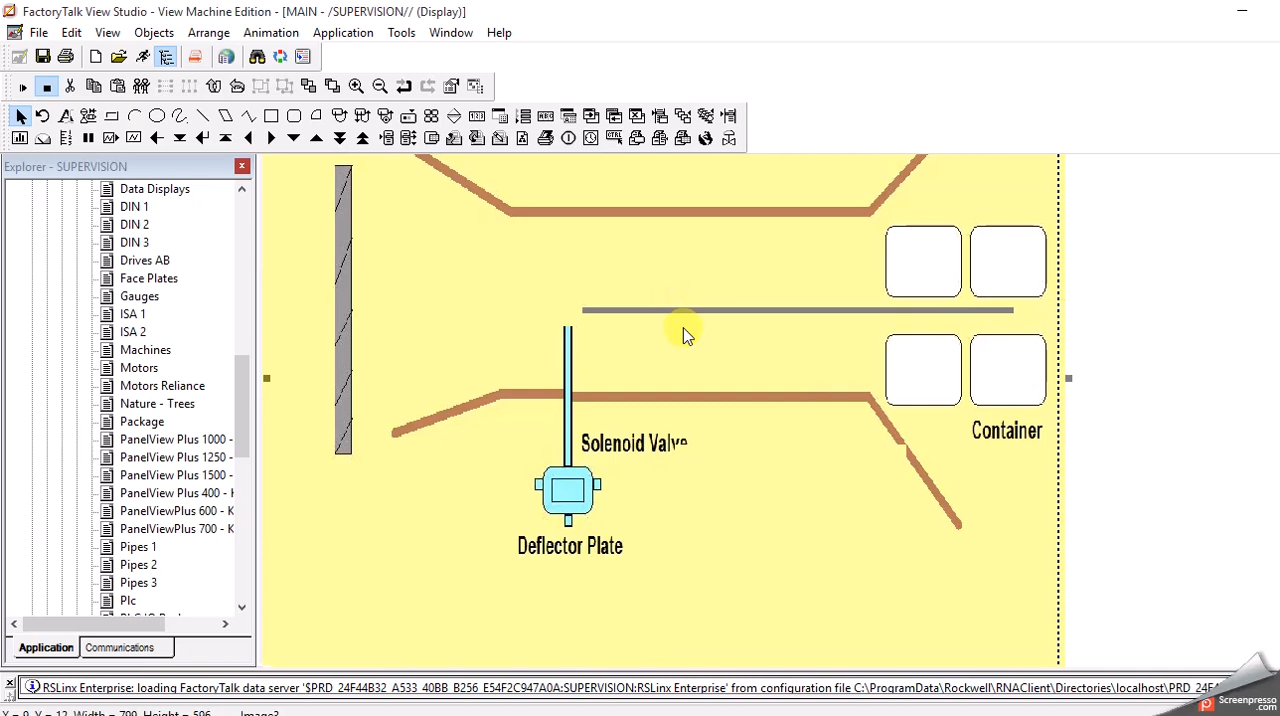 FactoryTalk View Studio - View Machine Edition - [MAIN - /SUPERVISION// (Display)]
File Edit View Objects Arrange Animation Application Tools Window Help
Explorer - SUPERVISION
Data Displays
DIN 1
DIN 2
DIN 3
Drives AB
Face Plates
Gauges
ISA 1
ISA 2
Machines
Motors
Motors Reliance
Nature - Trees
Package
PanelView Plus 1000 -
PanelView Plus 1250 -
PanelView Plus 1500 -
PanelView Plus 400 - K
PanelViewPlus 600 - K
PanelViewPlus 700 - K
Pipes 1
Pipes 2
Pipes 3
Plc
Application Communications
Container
Solenoid Valve
Deflector Plate
RSLinx Enterprise: loading FactoryTalk data server '$PRD_24F44B32_A533_40BB_B256_E54F2C947A0A:SUPERVISION:RSLinx Enterprise' from configuration file C:\ProgramData\Rockwell\RNAClient\Directories\localhost\PRD_24F
Screenpresso
.com